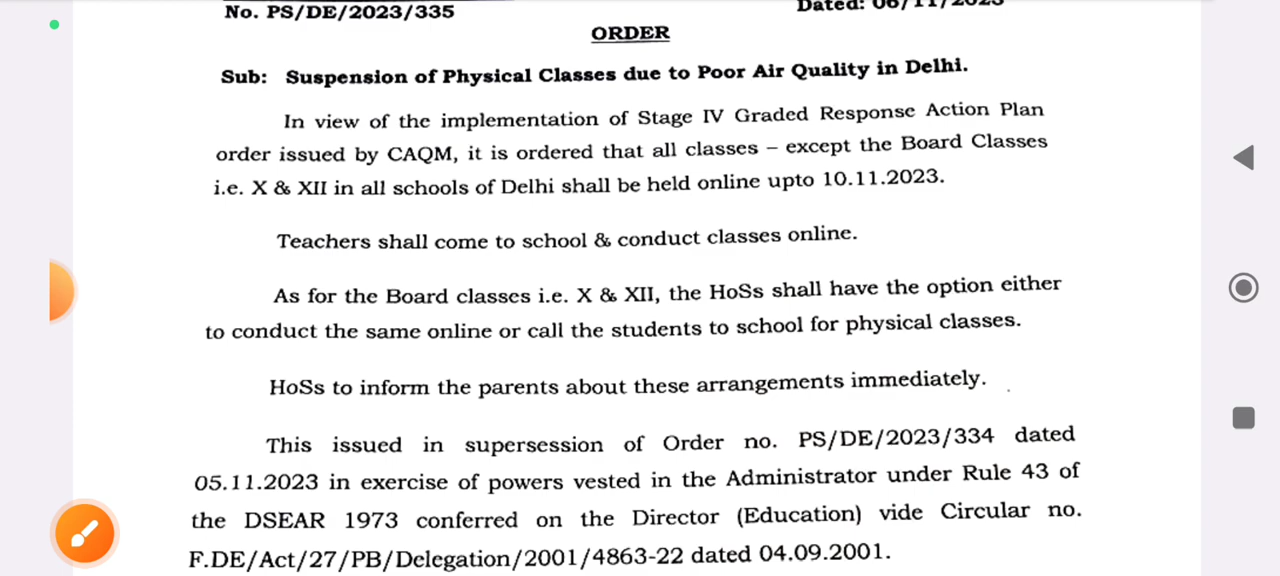 No. PS/DE/2023/335 Dated: 06/11/2023
ORDER
Sub: Suspension of Physical Classes due to Poor Air Quality in Delhi.
In view of the implementation of Stage IV Graded Response Action Plan
order issued by CAQM, it is ordered that all classes – except the Board Classes
i.e. X & XII in all schools of Delhi shall be held online upto 10.11.2023.
Teachers shall come to school & conduct classes online.
As for the Board classes i.e. X & XII, the HoSs shall have the option either
to conduct the same online or call the students to school for physical classes.
HoSs to inform the parents about these arrangements immediately.
This issued in supersession of Order no. PS/DE/2023/334 dated
05.11.2023 in exercise of powers vested in the Administrator under Rule 43 of
the DSEAR 1973 conferred on the Director (Education) vide Circular no.
F.DE/Act/27/PB/Delegation/2001/4863-22 dated 04.09.2001.